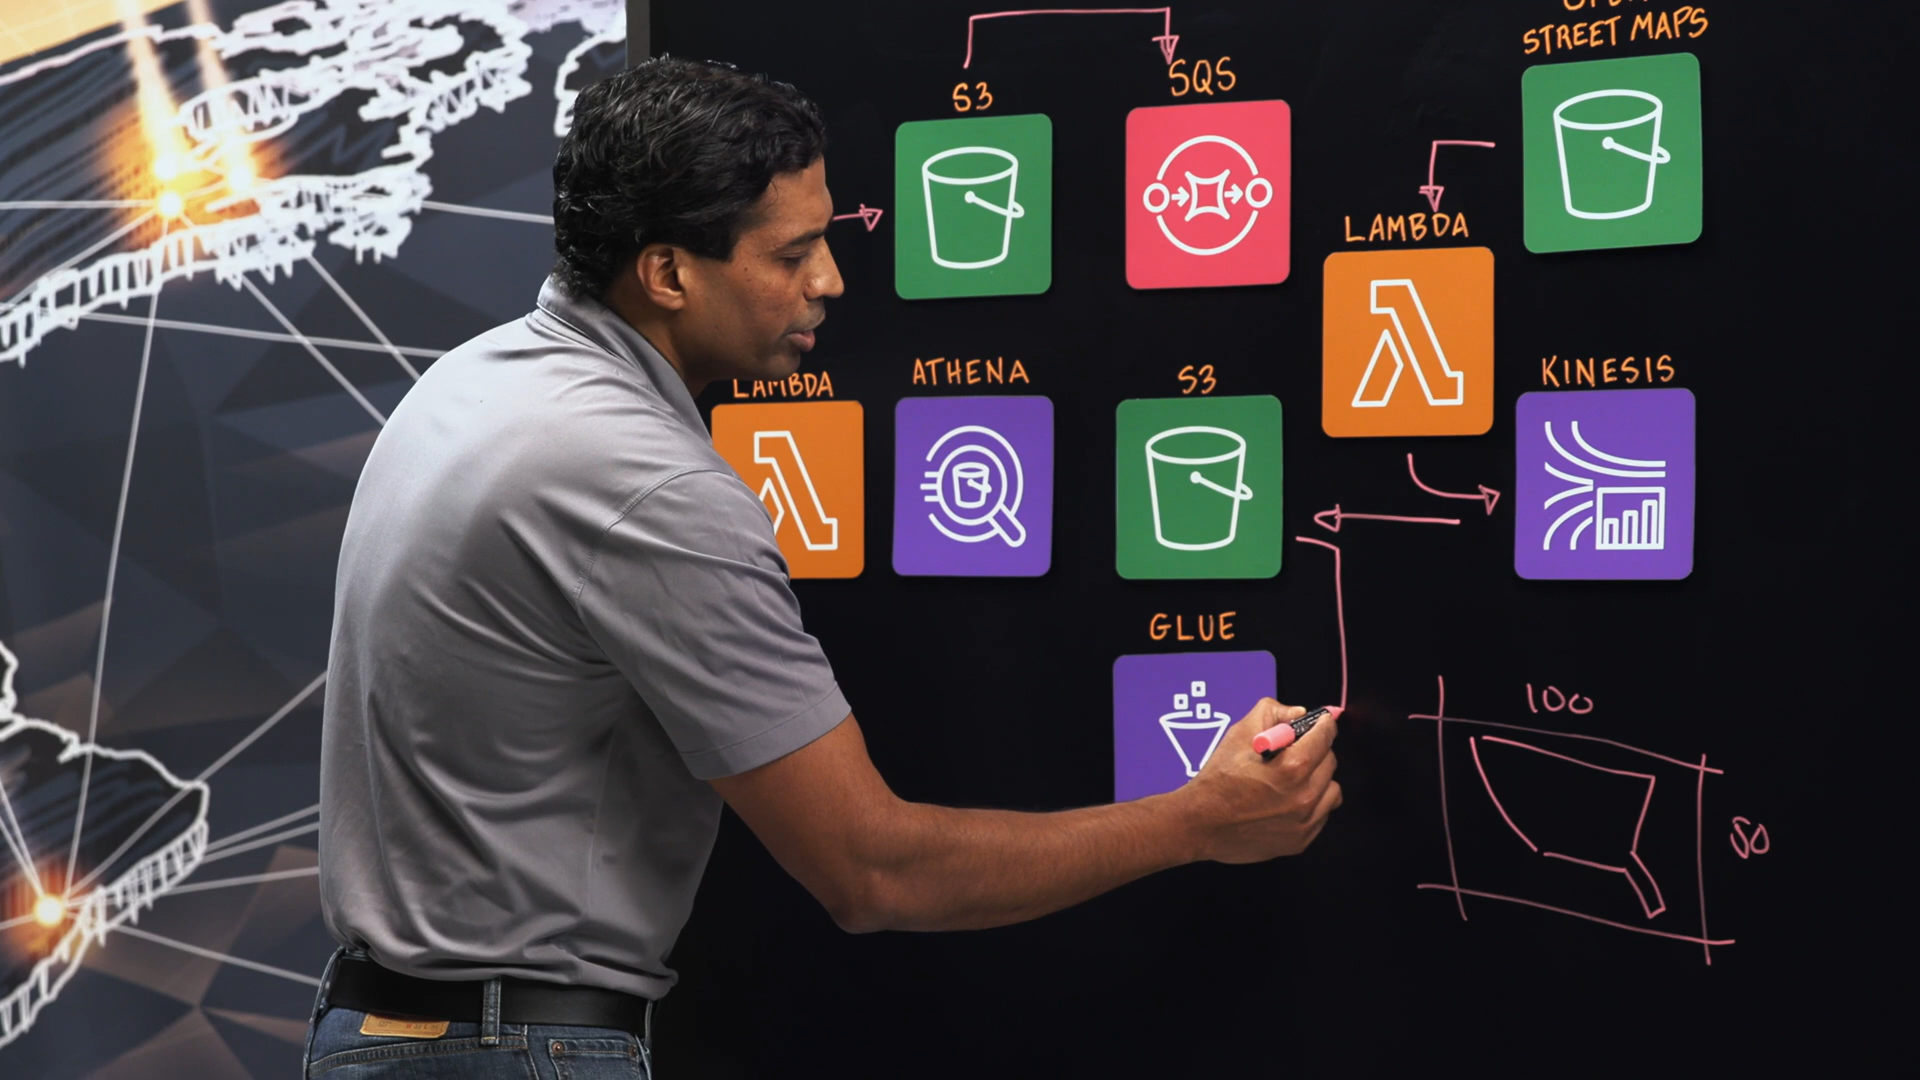 STREET MAPS
S3
SQS
LAMBDA
LAMBDA
ATHENA
S3
KINESIS
GLUE
100
50